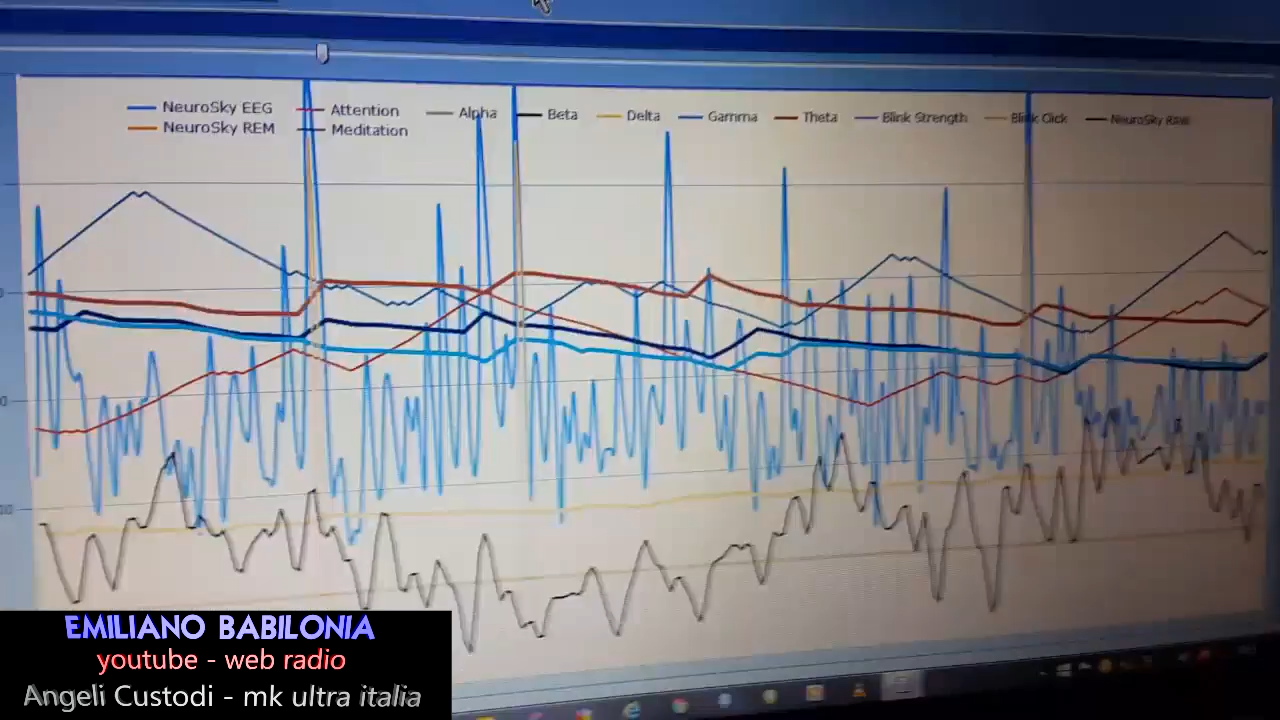 NeuroSky EEG Attention Alpha Beta Delta Gamma Theta Blink Strength Blink Click NeuroSky Raw
NeuroSky REM Meditation
EMILIANO BABILONIA
youtube - web radio
Angeli Custodi - mk ultra italia